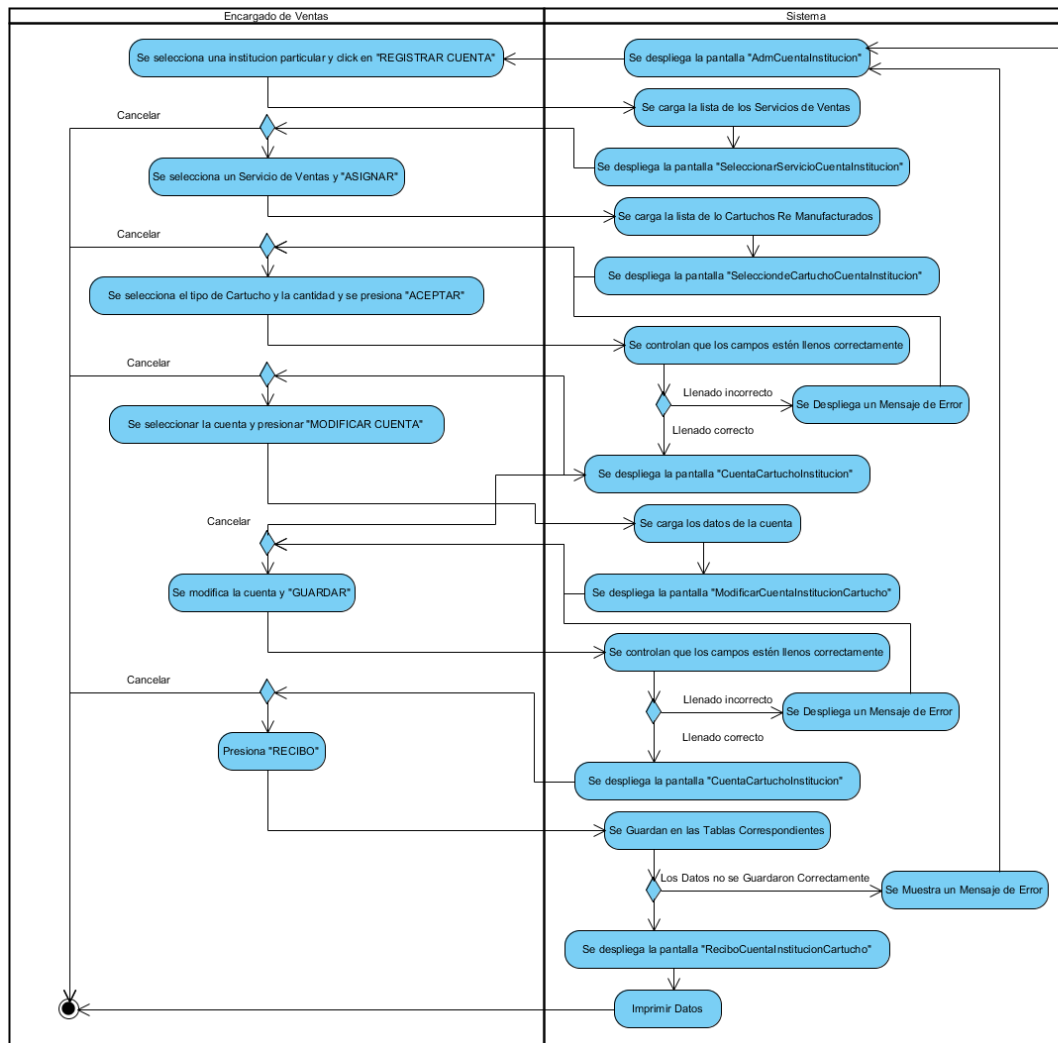 Encargado de Ventas
Sistema
Se selecciona una institucion particular y click en "REGISTRAR CUENTA"
Se despliega la pantalla "AdmCuentaInstitucion"
Se carga la lista de los Servicios de Ventas
Cancelar
Se despliega la pantalla "SeleccionarServicioCuentaInstitucion"
Se selecciona un Servicio de Ventas y "ASIGNAR"
Se carga la lista de lo Cartuchos Re Manufacturados
Cancelar
Se despliega la pantalla "SelecciondeCartuchoCuentaInstitucion"
Se selecciona el tipo de Cartucho y la cantidad y se presiona "ACEPTAR"
Se controlan que los campos estén llenos correctamente
Cancelar
Llenado incorrecto
Se Despliega un Mensaje de Error
Se seleccionar la cuenta y presionar "MODIFICAR CUENTA"
Llenado correcto
Se despliega la pantalla "CuentaCartuchoInstitucion"
Cancelar
Se carga los datos de la cuenta
Se modifica la cuenta y "GUARDAR"
Se despliega la pantalla "ModificarCuentaInstitucionCartucho"
Se controlan que los campos estén llenos correctamente
Cancelar
Llenado incorrecto
Se Despliega un Mensaje de Error
Llenado correcto
Presiona "RECIBO"
Se despliega la pantalla "CuentaCartuchoInstitucion"
Se Guardan en las Tablas Correspondientes
Los Datos no se Guardaron Correctamente
Se Muestra un Mensaje de Error
Se despliega la pantalla "ReciboCuentaInstitucionCartucho"
Imprimir Datos